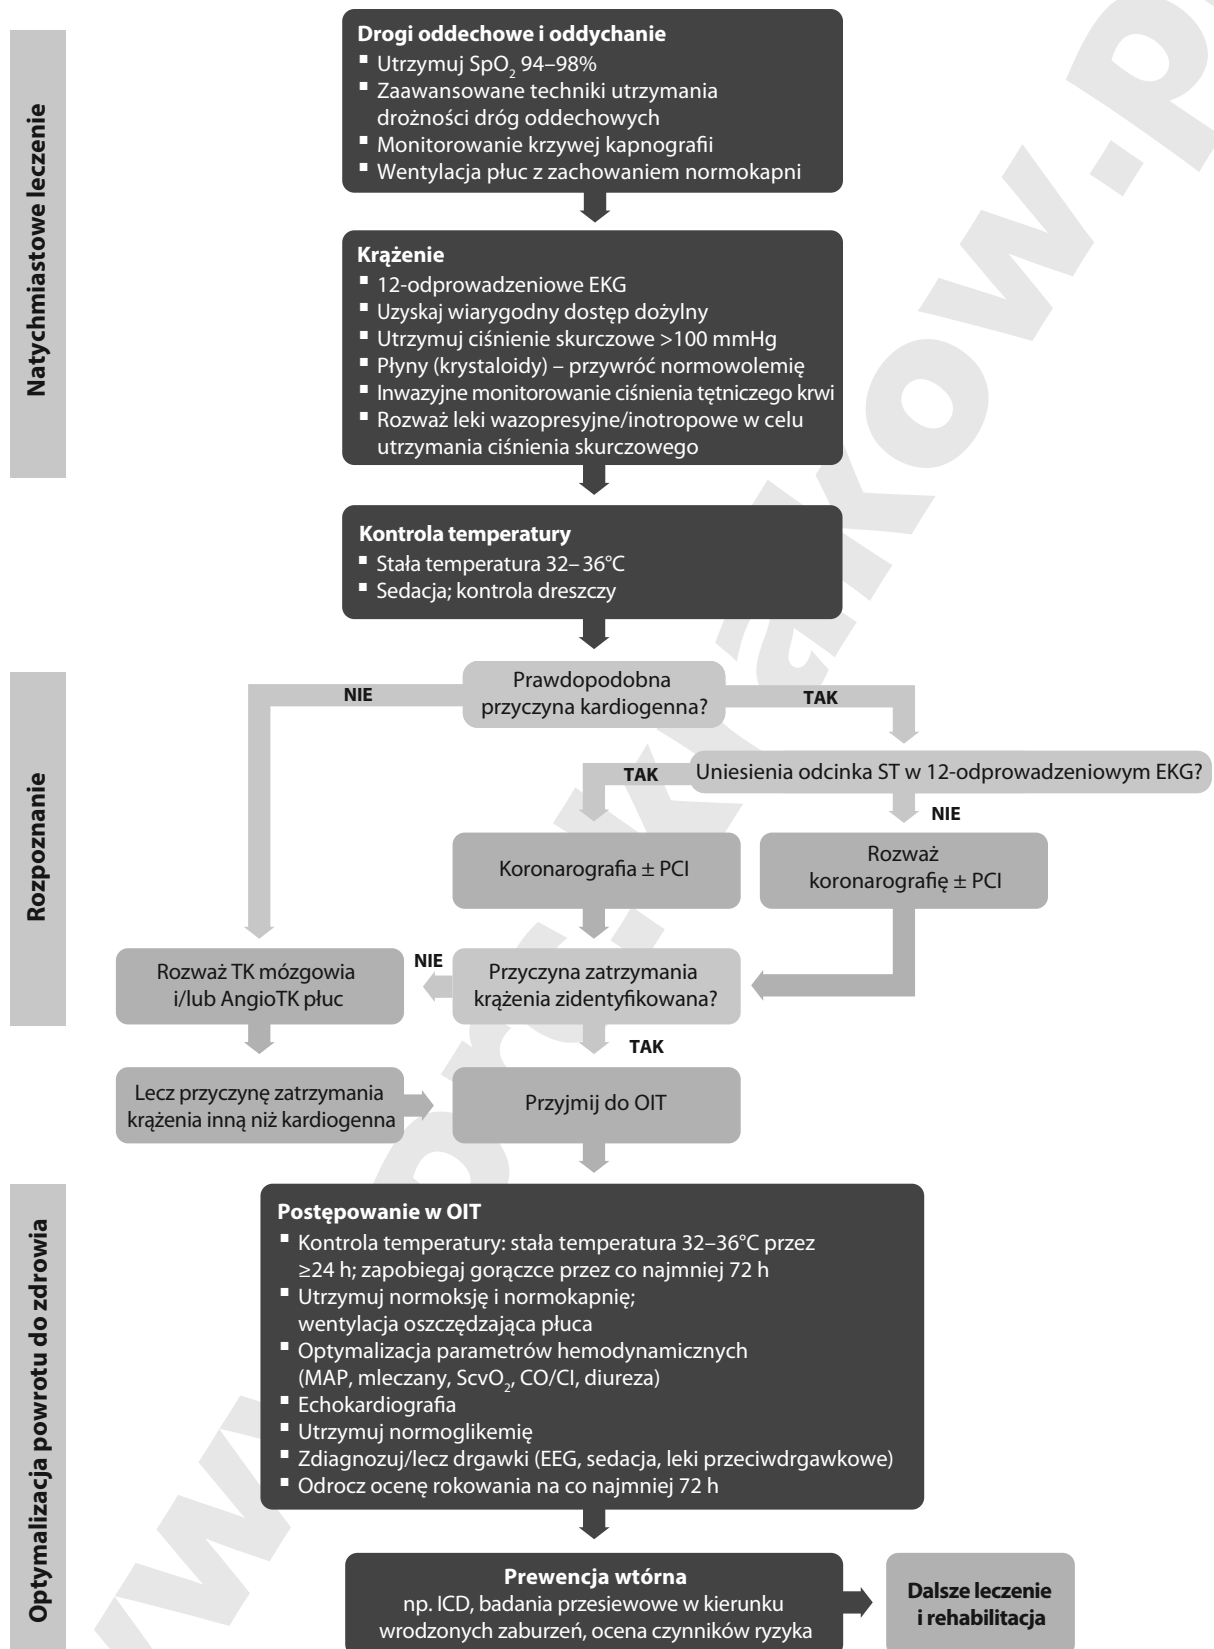 Natychmiastowe leczenie
Drogi oddechowe i oddychanie
▪ Utrzymuj SpO₂ 94–98%
▪ Zaawansowane techniki utrzymania
drożności dróg oddechowych
▪ Monitorowanie krzywej kapnografii
▪ Wentylacja płuc z zachowaniem normokapni
Krążenie
▪ 12-odprowadzeniowe EKG
▪ Uzyskaj wiarygodny dostęp dożylny
▪ Utrzymuj ciśnienie skurczowe >100 mmHg
▪ Płyny (krystaloidy) – przywróć normowolemię
▪ Inwazyjne monitorowanie ciśnienia tętniczego krwi
▪ Rozważ leki wazopresyjne/inotropowe w celu
utrzymania ciśnienia skurczowego
Kontrola temperatury
▪ Stała temperatura 32–36°C
▪ Sedacja; kontrola dreszczy
Rozpoznanie
Prawdopodobna
przyczyna kardiogenna?
NIE
TAK
Uniesienia odcinka ST w 12-odprowadzeniowym EKG?
TAK
NIE
Koronarografia ± PCI
Rozważ
koronarografię ± PCI
Rozważ TK mózgowia
i/lub AngioTK płuc
NIE
Przyczyna zatrzymania
krążenia zidentyfikowana?
TAK
Lecz przyczynę zatrzymania
krążenia inną niż kardiogenna
Przyjmij do OIT
Optymalizacja powrotu do zdrowia
Postępowanie w OIT
▪ Kontrola temperatury: stała temperatura 32–36°C przez
≥24 h; zapobiegaj gorączce przez co najmniej 72 h
▪ Utrzymuj normoksję i normokapnię;
wentylacja oszczędzająca płuca
▪ Optymalizacja parametrów hemodynamicznych
(MAP, mleczany, ScvO₂, CO/CI, diureza)
▪ Echokardiografia
▪ Utrzymuj normoglikemię
▪ Zdiagnozuj/lecz drgawki (EEG, sedacja, leki przeciwdrgawkowe)
▪ Odrocz ocenę rokowania na co najmniej 72 h
Prewencja wtórna
np. ICD, badania przesiewowe w kierunku
wrodzonych zaburzeń, ocena czynników ryzyka
Dalsze leczenie
i rehabilitacja